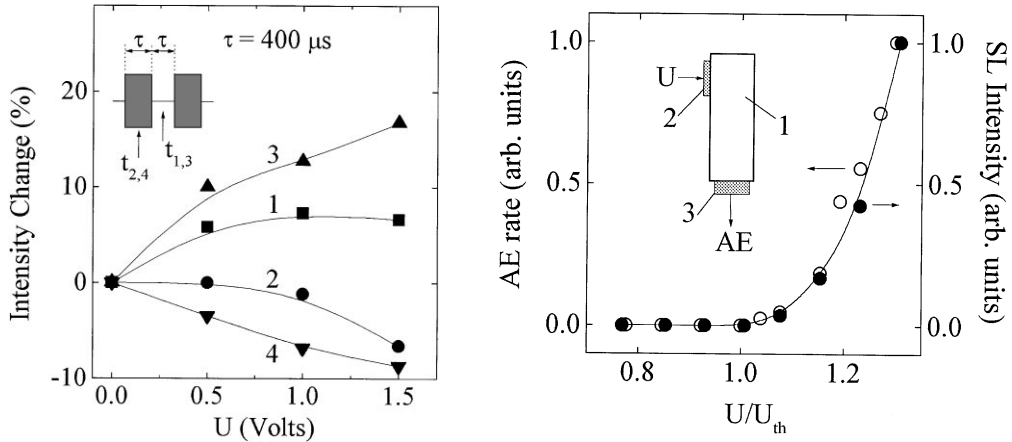 τ τ τ = 400 μs
t2,4 t1,3
3
1
2
4
20
10
0
-10
Intensity Change (%)
0.0 0.5 1.0 1.5
U (Volts)
1.0
0.5
0.0
AE rate (arb. units)
U
2
1
3
AE
1.0
0.5
0.0
SL Intensity (arb. units)
0.8 1.0 1.2
U/Uth